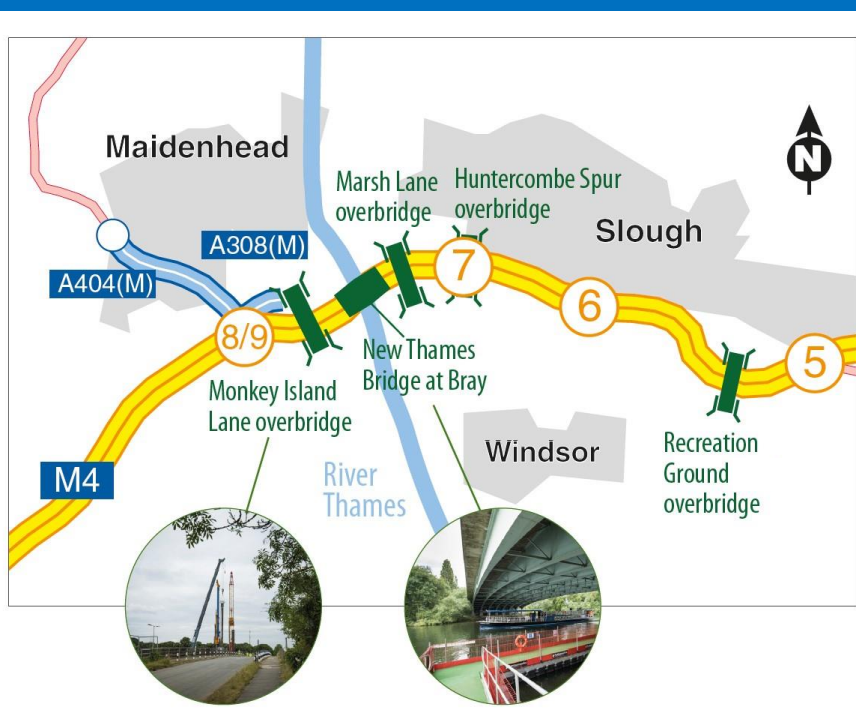 Maidenhead
Marsh Lane
overbridge
Huntercombe Spur
overbridge
N
Slough
A308(M)
A404(M)
7
6
8/9
5
New Thames
Bridge at Bray
Monkey Island
Lane overbridge
Windsor
Recreation
Ground
overbridge
M4
River
Thames